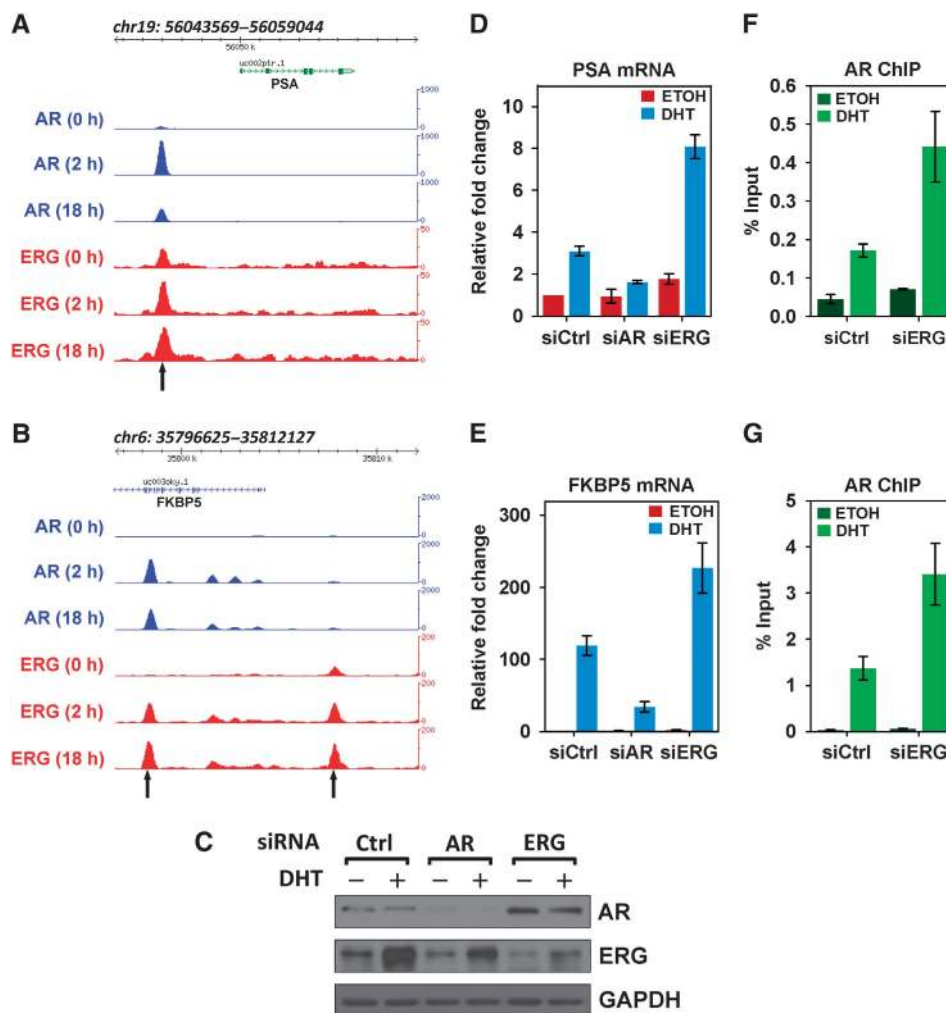 A
chr19: 56043569–56059044
56050 k
uc002ptr.1
PSA
AR (0 h)
1000
0
AR (2 h)
1000
0
AR (18 h)
1000
0
ERG (0 h)
50
0
ERG (2 h)
50
0
ERG (18 h)
50
0
B
chr6: 35796625–35812127
35800 k
35810 k
FKBP5
AR (0 h)
2000
0
AR (2 h)
2000
0
AR (18 h)
2000
0
ERG (0 h)
200
0
ERG (2 h)
200
0
ERG (18 h)
200
0
C
siRNA
Ctrl
AR
ERG
DHT
− + − + − +
AR
ERG
GAPDH
D
PSA mRNA
ETOH
DHT
Relative fold change
10
8
6
4
2
0
siCtrl siAR siERG
E
FKBP5 mRNA
ETOH
DHT
Relative fold change
300
200
100
0
siCtrl siAR siERG
F
AR ChIP
ETOH
DHT
% Input
0.6
0.5
0.4
0.3
0.2
0.1
0.0
siCtrl siERG
G
AR ChIP
ETOH
DHT
% Input
5
4
3
2
1
0
siCtrl siERG